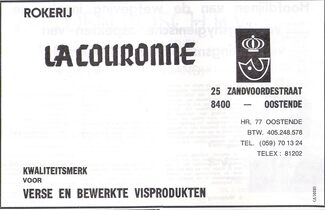 ROKERIJ
LA COURONNE
25 ZANDVOORDESTRAAT
8400 — OOSTENDE
HR. 77 OOSTENDE
BTW. 405.248.578
TEL. (059) 70 13 24
TELEX : 81202
KWALITEITSMERK
VOOR
VERSE EN BEWERKTE VISPRODUKTEN